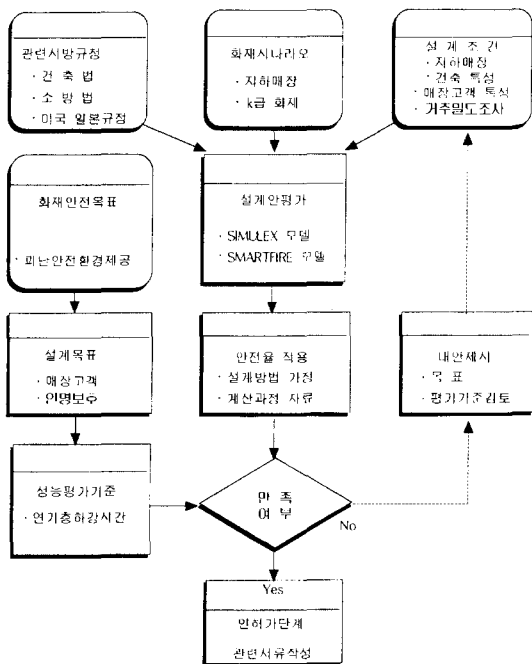 관련시방규정
· 건 축 법
· 소 방 법
· 미국 일본규정
화재시나리오
· 지하매장
· k급 화재
설 계 조 건
· 지하매장
· 건축 특성
· 매장고객 특성
· 거주밀도조사
화재안전목표
· 피난안전환경제공
설계안평가
· SIMULEX 모델
· SMARTFIRE 모델
설계목표
· 매장고객
· 인명보호
안전율 적용
· 설계방법 가정
· 계산과정 자료
대안제시
· 목 표
· 평가기준검토
성능평가기준
· 연기층하강시간
만 족
여 부
No
Yes
인허가단계
관련서류작성